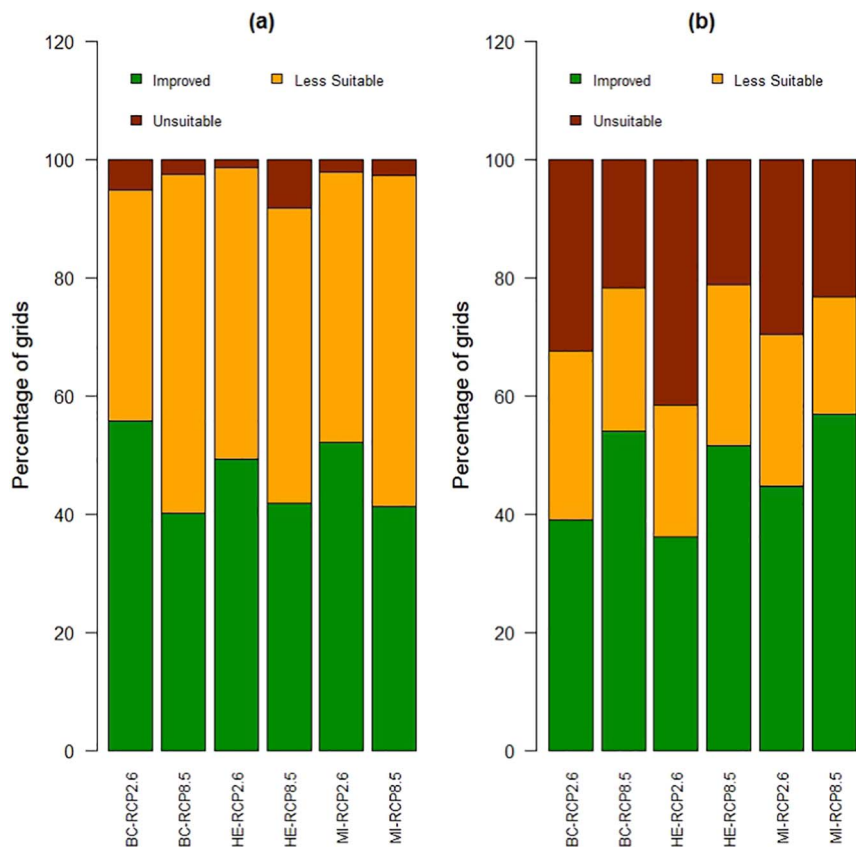 (a)
120
Improved
Less Suitable
Unsuitable
100
80
60
40
20
0
Percentage of grids
BC-RCP2.6
BC-RCP8.5
HE-RCP2.6
HE-RCP8.5
MI-RCP2.6
MI-RCP8.5
(b)
120
Improved
Less Suitable
Unsuitable
100
80
60
40
20
0
Percentage of grids
BC-RCP2.6
BC-RCP8.5
HE-RCP2.6
HE-RCP8.5
MI-RCP2.6
MI-RCP8.5